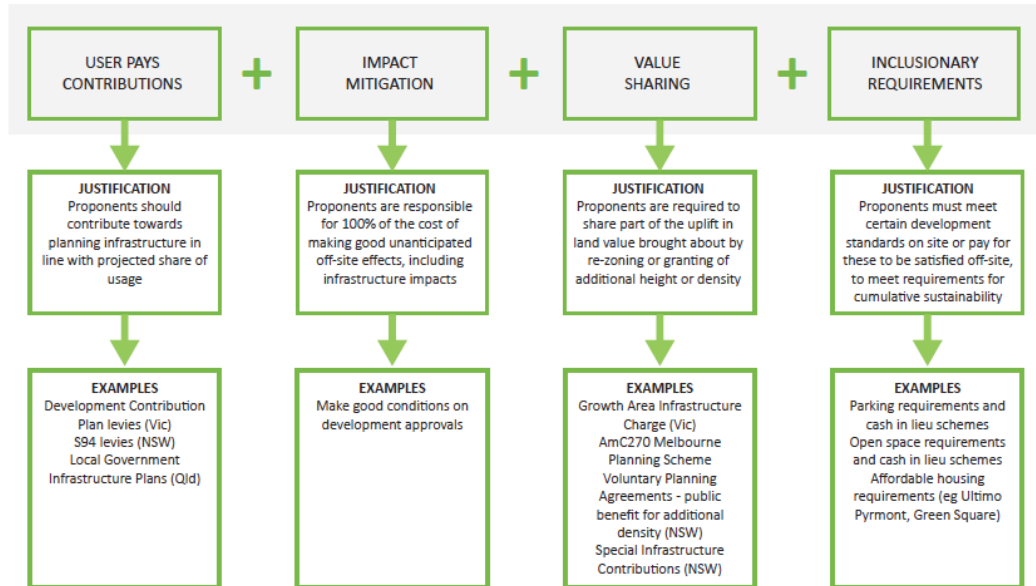 USER PAYS
CONTRIBUTIONS
+
IMPACT
MITIGATION
+
VALUE
SHARING
+
INCLUSIONARY
REQUIREMENTS
JUSTIFICATION
Proponents should
contribute towards
planning infrastructure in
line with projected share of
usage
JUSTIFICATION
Proponents are responsible
for 100% of the cost of
making good unanticipated
off-site effects, including
infrastructure impacts
JUSTIFICATION
Proponents are required to
share part of the uplift in
land value brought about by
re-zoning or granting of
additional height or density
JUSTIFICATION
Proponents must meet
certain development
standards on site or pay for
these to be satisfied off-site,
to meet requirements for
cumulative sustainability
EXAMPLES
Development Contribution
Plan levies (Vic)
S94 levies (NSW)
Local Government
Infrastructure Plans (Qld)
EXAMPLES
Make good conditions on
development approvals
EXAMPLES
Growth Area Infrastructure
Charge (Vic)
AmC270 Melbourne
Planning Scheme
Voluntary Planning
Agreements - public
benefit for additional
density (NSW)
Special Infrastructure
Contributions (NSW)
EXAMPLES
Parking requirements and
cash in lieu schemes
Open space requirements
and cash in lieu schemes
Affordable housing
requirements (eg Ultimo
Pyrmont, Green Square)